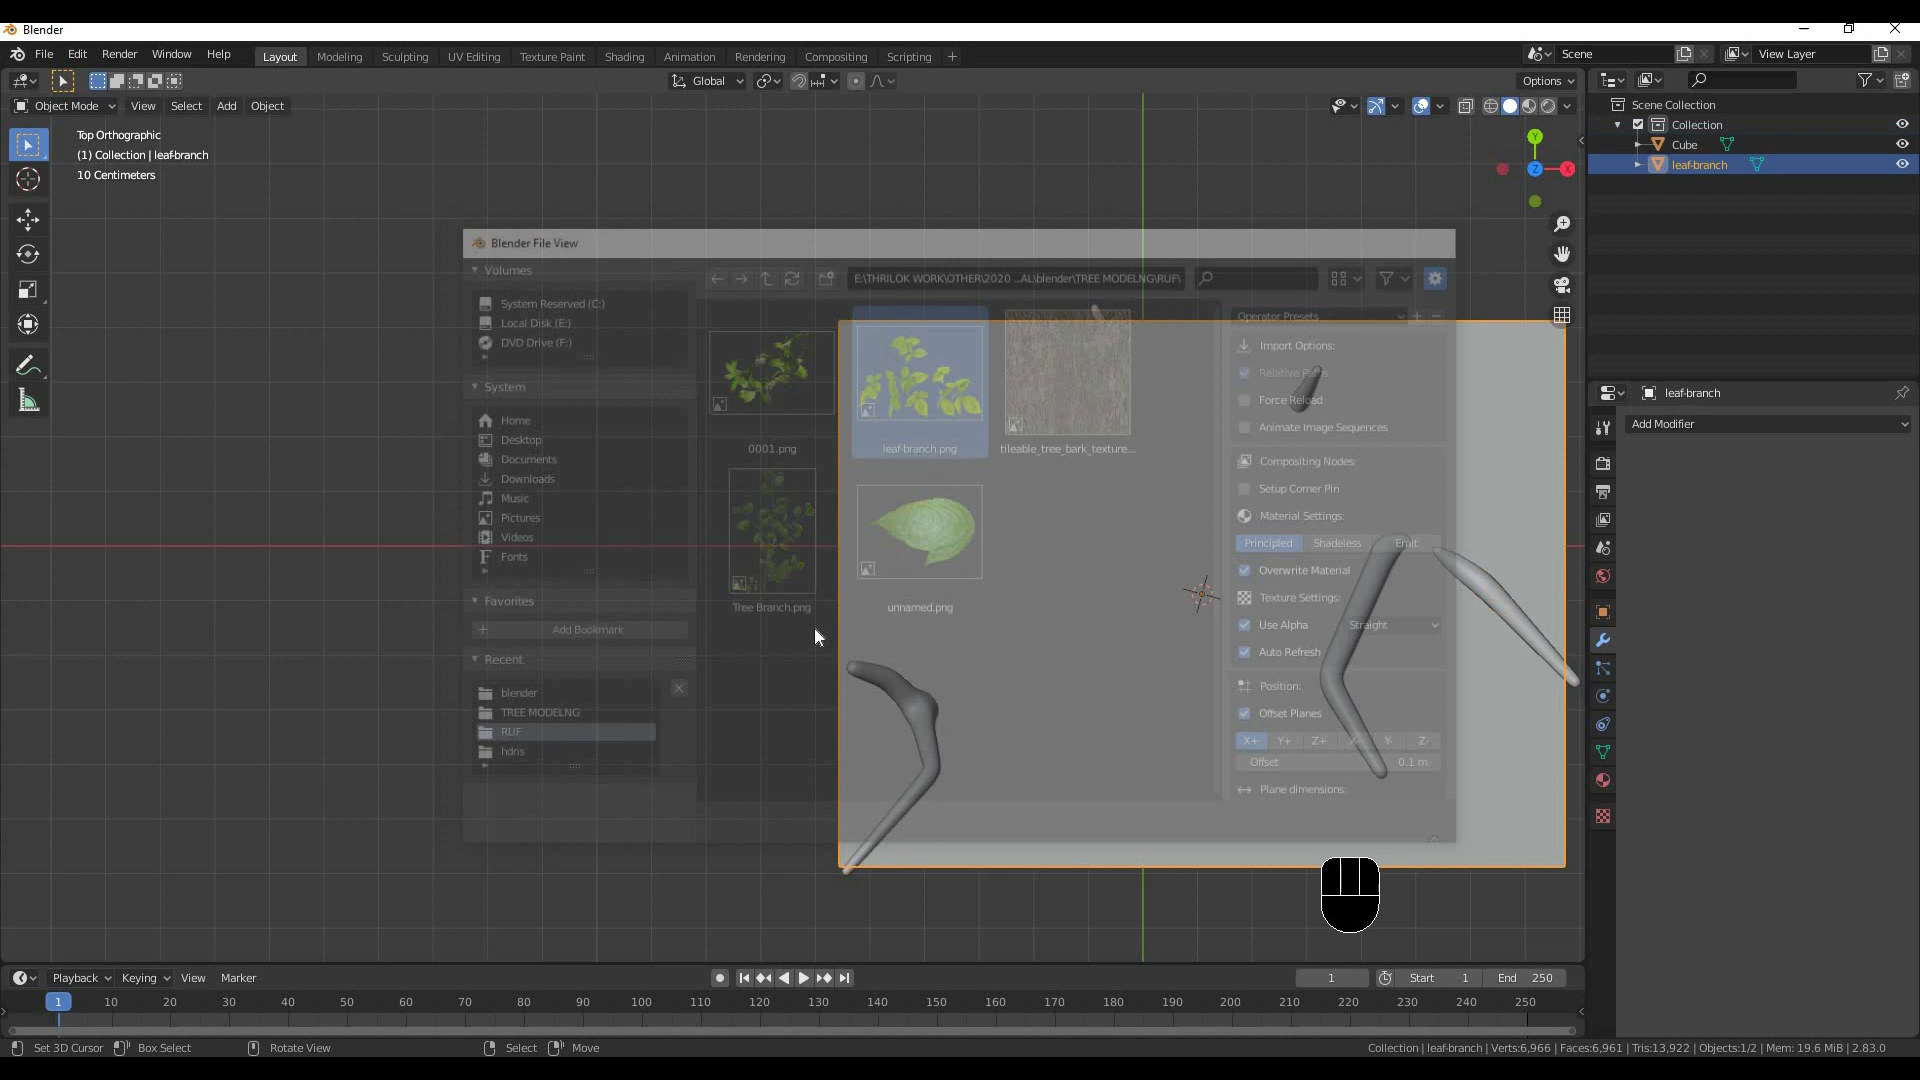 Blender
File Edit Render Window Help
Layout Modeling Sculpting UV Editing Texture Paint Shading Animation Rendering Compositing Scripting +
Scene
View Layer
Global
Options
Object Mode View Select Add Object
Top Orthographic
(1) Collection | leaf-branch
10 Centimeters
Y
X
Z
Scene Collection
Collection
Cube
leaf-branch
leaf-branch
Add Modifier
Blender File View
Volumes
System Reserved (C:)
Local Disk (E:)
DVD Drive (F:)
System
Home
Desktop
Documents
Downloads
Music
Pictures
Videos
Fonts
Favorites
Add Bookmark
Recent
blender
TREE MODELNG
RUF
hdris
E:\THRILOK WORK\OTHER\2020 ...AL\blender\TREE MODELNG\RUF\
0001.png
leaf-branch.png
tileable_tree_bark_texture...
Tree Branch.png
unnamed.png
Operator Presets
Import Options:
Relative Paths
Force Reload
Animate Image Sequences
Compositing Nodes:
Setup Corner Pin
Material Settings:
Principled Shadeless Emit
Overwrite Material
Texture Settings:
Use Alpha Straight
Auto Refresh
Position:
Offset Planes
X+ Y+ Z+ Y- Z-
Offset 0.1 m
Plane dimensions:
Playback Keying View Marker
1
Start 1
End 250
1 10 20 30 40 50 60 70 80 90 100 110 120 130 140 150 160 170 180 190 200 210 220 230 240 250
Set 3D Cursor Box Select Rotate View Select Move
Collection | leaf-branch | Verts:6,966 | Faces:6,961 | Tris:13,922 | Objects:1/2 | Mem: 19.6 MiB | 2.83.0